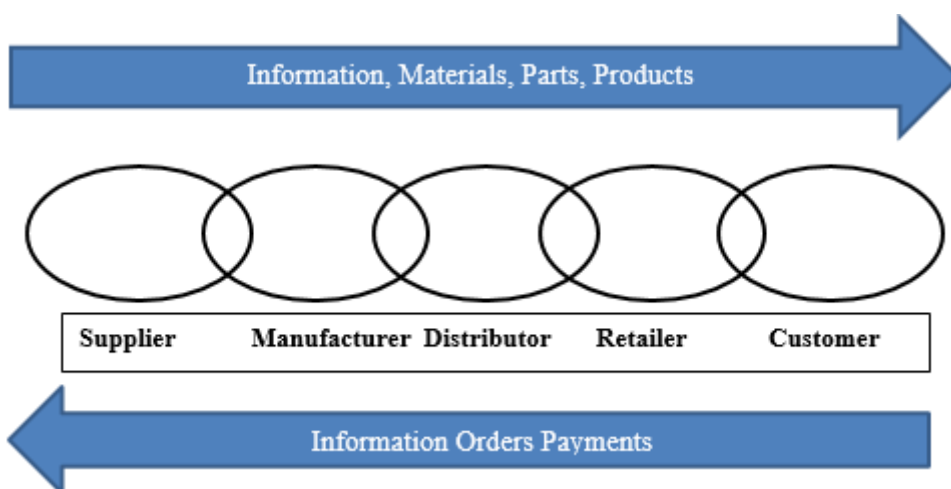 Information, Materials, Parts, Products
Supplier Manufacturer Distributor Retailer Customer
Information Orders Payments